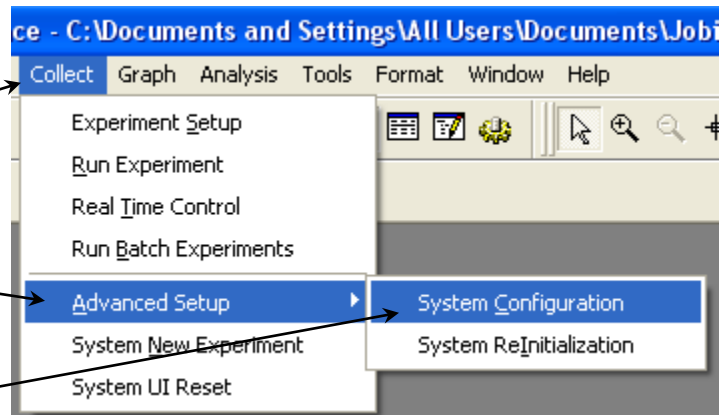 ce - C:\Documents and Settings\All Users\Documents\Jobi
Collect Graph Analysis Tools Format Window Help
Experiment Setup
Run Experiment
Real Time Control
Run Batch Experiments
Advanced Setup System Configuration
System New Experiment System ReInitialization
System UI Reset